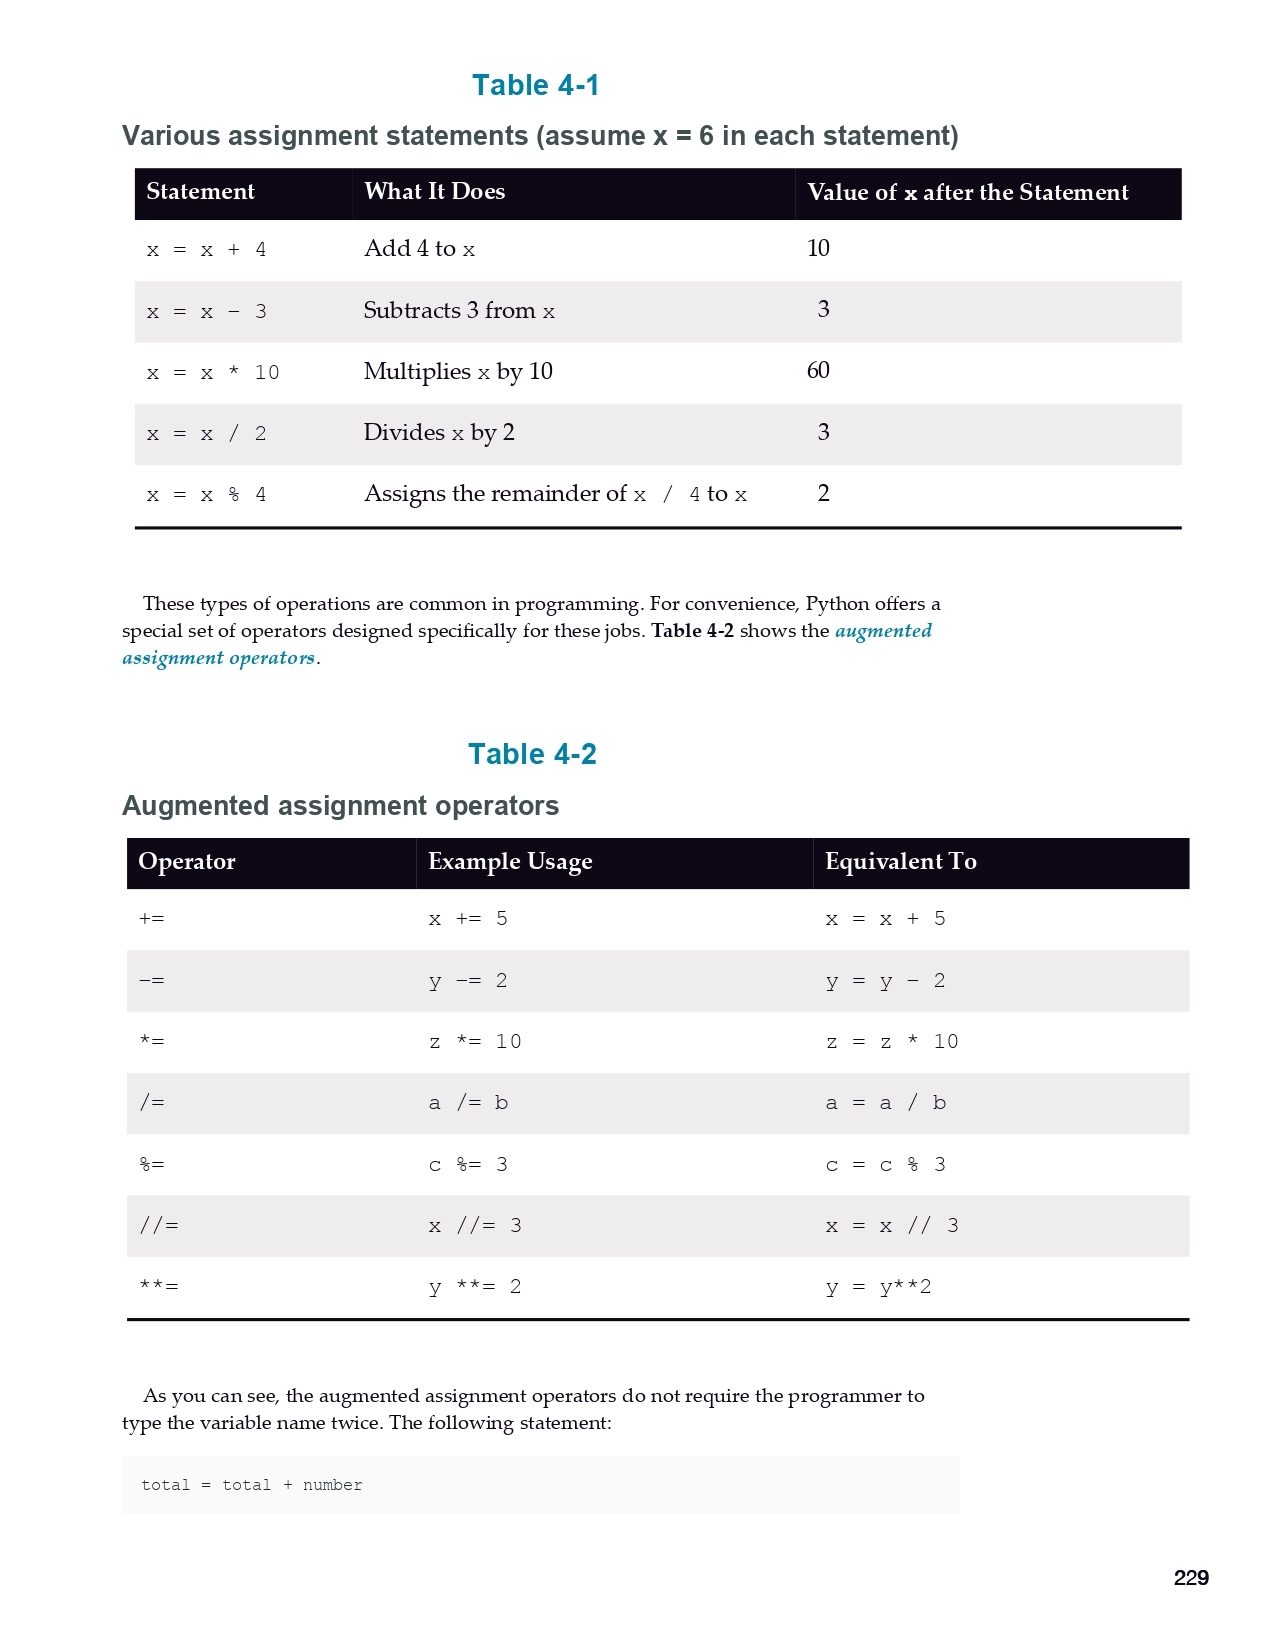 Table 4-1
Various assignment statements (assume x = 6 in each statement)
Statement What It Does Value of x after the Statement
x = x + 4 Add 4 to x 10
x = x − 3 Subtracts 3 from x 3
x = x * 10 Multiplies x by 10 60
x = x / 2 Divides x by 2 3
x = x % 4 Assigns the remainder of x / 4 to x 2
These types of operations are common in programming. For convenience, Python offers a
special set of operators designed specifically for these jobs. Table 4-2 shows the augmented
assignment operators.
Table 4-2
Augmented assignment operators
Operator Example Usage Equivalent To
+= x += 5 x = x + 5
−= y −= 2 y = y − 2
*= z *= 10 z = z * 10
/= a /= b a = a / b
%= c %= 3 c = c % 3
//= x //= 3 x = x // 3
**= y **= 2 y = y**2
As you can see, the augmented assignment operators do not require the programmer to
type the variable name twice. The following statement:
total = total + number
229